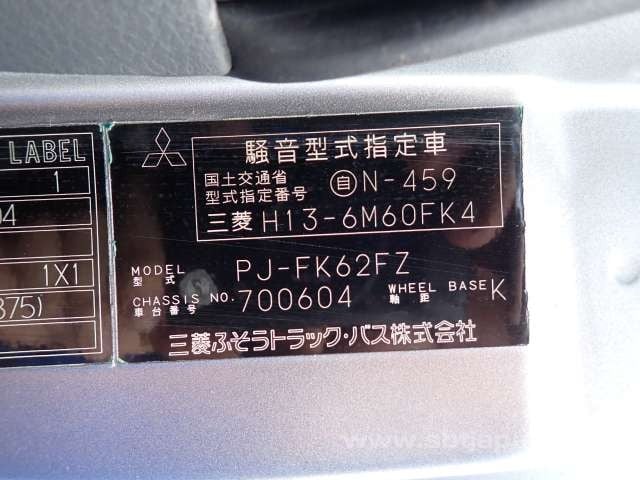 LABEL
1
04
1X1
875)
騒音型式指定車
国土交通省
型式指定番号 自N-459
三菱 H13-6M60FK4
MODEL
型式 PJ-FK62FZ
CHASSIS NO. 700604 WHEEL BASE K
車台番号 軸距
三菱ふそうトラック・バス株式会社